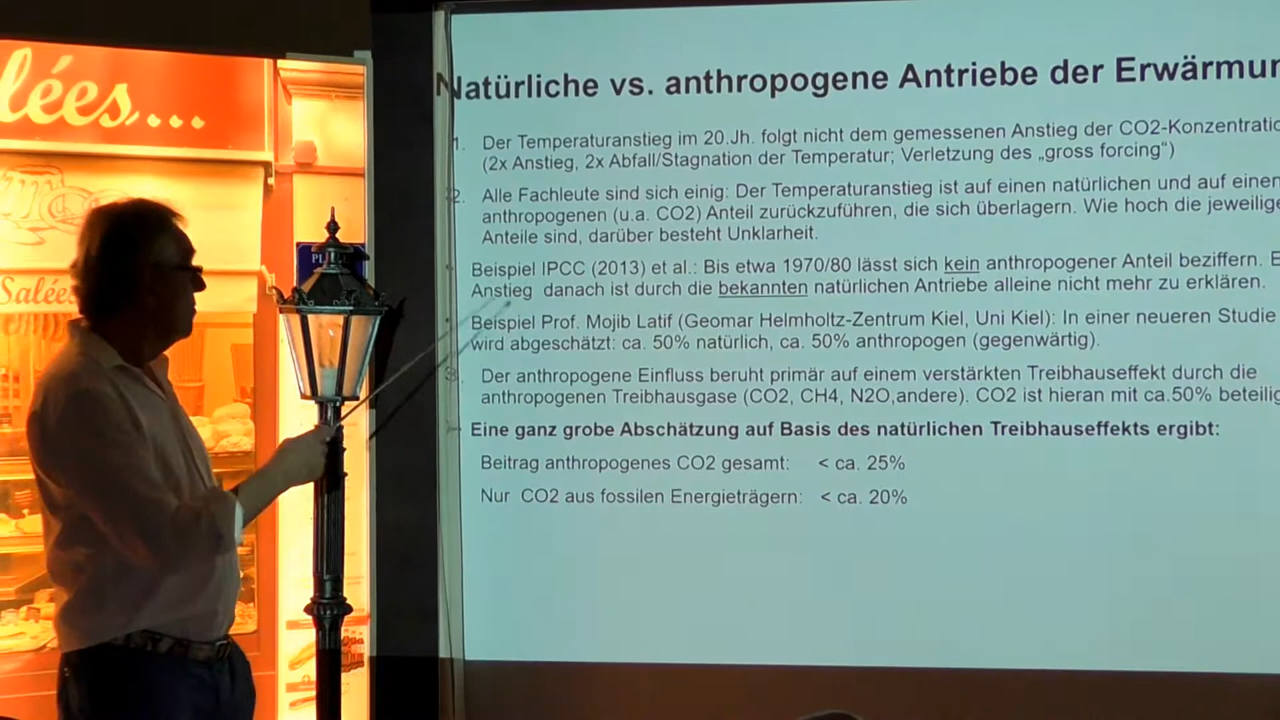 lées,...
Salées
PL
Natürliche vs. anthropogene Antriebe der Erwärmun
1. Der Temperaturanstieg im 20.Jh. folgt nicht dem gemessenen Anstieg der CO2-Konzentratio
(2x Anstieg, 2x Abfall/Stagnation der Temperatur; Verletzung des „gross forcing“)
2. Alle Fachleute sind sich einig: Der Temperaturanstieg ist auf einen natürlichen und auf einen
anthropogenen (u.a. CO2) Anteil zurückzuführen, die sich überlagern. Wie hoch die jeweilige
Anteile sind, darüber besteht Unklarheit.
Beispiel IPCC (2013) et al.: Bis etwa 1970/80 lässt sich kein anthropogener Anteil beziffern. E
Anstieg danach ist durch die bekannten natürlichen Antriebe alleine nicht mehr zu erklären.
Beispiel Prof. Mojib Latif (Geomar Helmholtz-Zentrum Kiel, Uni Kiel): In einer neueren Studie
wird abgeschätzt: ca. 50% natürlich, ca. 50% anthropogen (gegenwärtig).
3. Der anthropogene Einfluss beruht primär auf einem verstärkten Treibhauseffekt durch die
anthropogenen Treibhausgase (CO2, CH4, N2O,andere). CO2 ist hieran mit ca.50% beteilig
Eine ganz grobe Abschätzung auf Basis des natürlichen Treibhauseffekts ergibt:
Beitrag anthropogenes CO2 gesamt: < ca. 25%
Nur CO2 aus fossilen Energieträgern: < ca. 20%